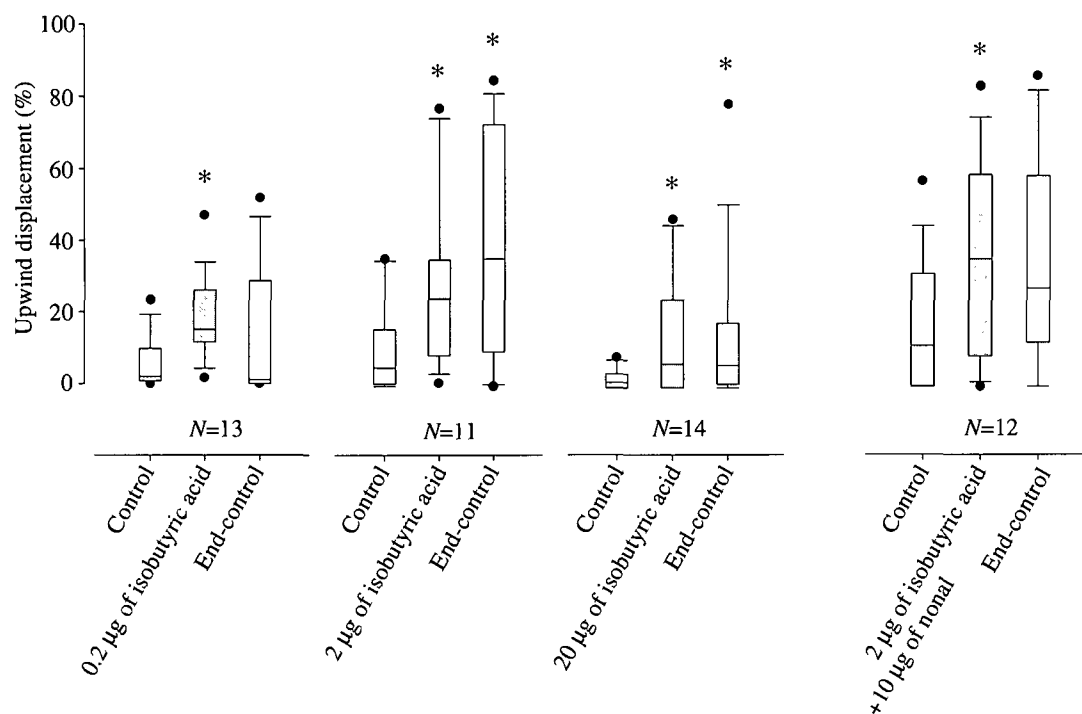 Upwind displacement (%)
100
80
60
40
20
0
*
*
*
*
*
*
N=13
N=11
N=14
N=12
Control
0.2 µg of isobutyric acid
End-control
Control
2 µg of isobutyric acid
End-control
Control
20 µg of isobutyric acid
End-control
Control
2 µg of isobutyric acid
+10 µg of nonal
End-control